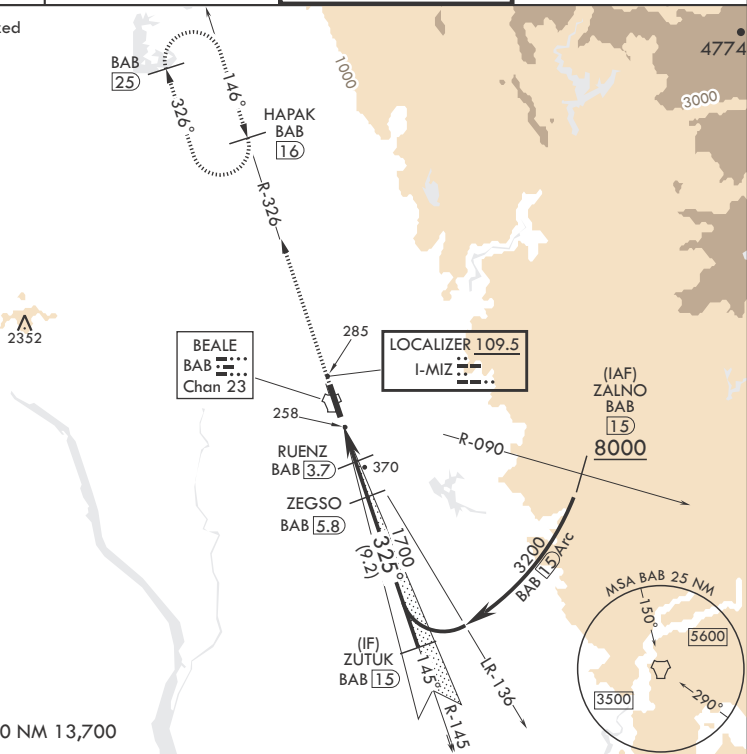 ed
4774
1000
3000
BAB
25
326°
146°
HAPAK
BAB
16
R-326
2352
285
BEALE
BAB
Chan 23
LOCALIZER 109.5
I-MIZ
(IAF)
ZALNO
BAB
15
8000
258
R-090
RUENZ
BAB 3.7
370
ZEGSO
BAB 5.8
1700
325°
(9.2)
3200
BAB 15 Arc
MSA BAB 25 NM
150°
5600
3500
290°
(IF)
ZUTUK
BAB 15
145°
R-145
LR-136
0 NM 13,700